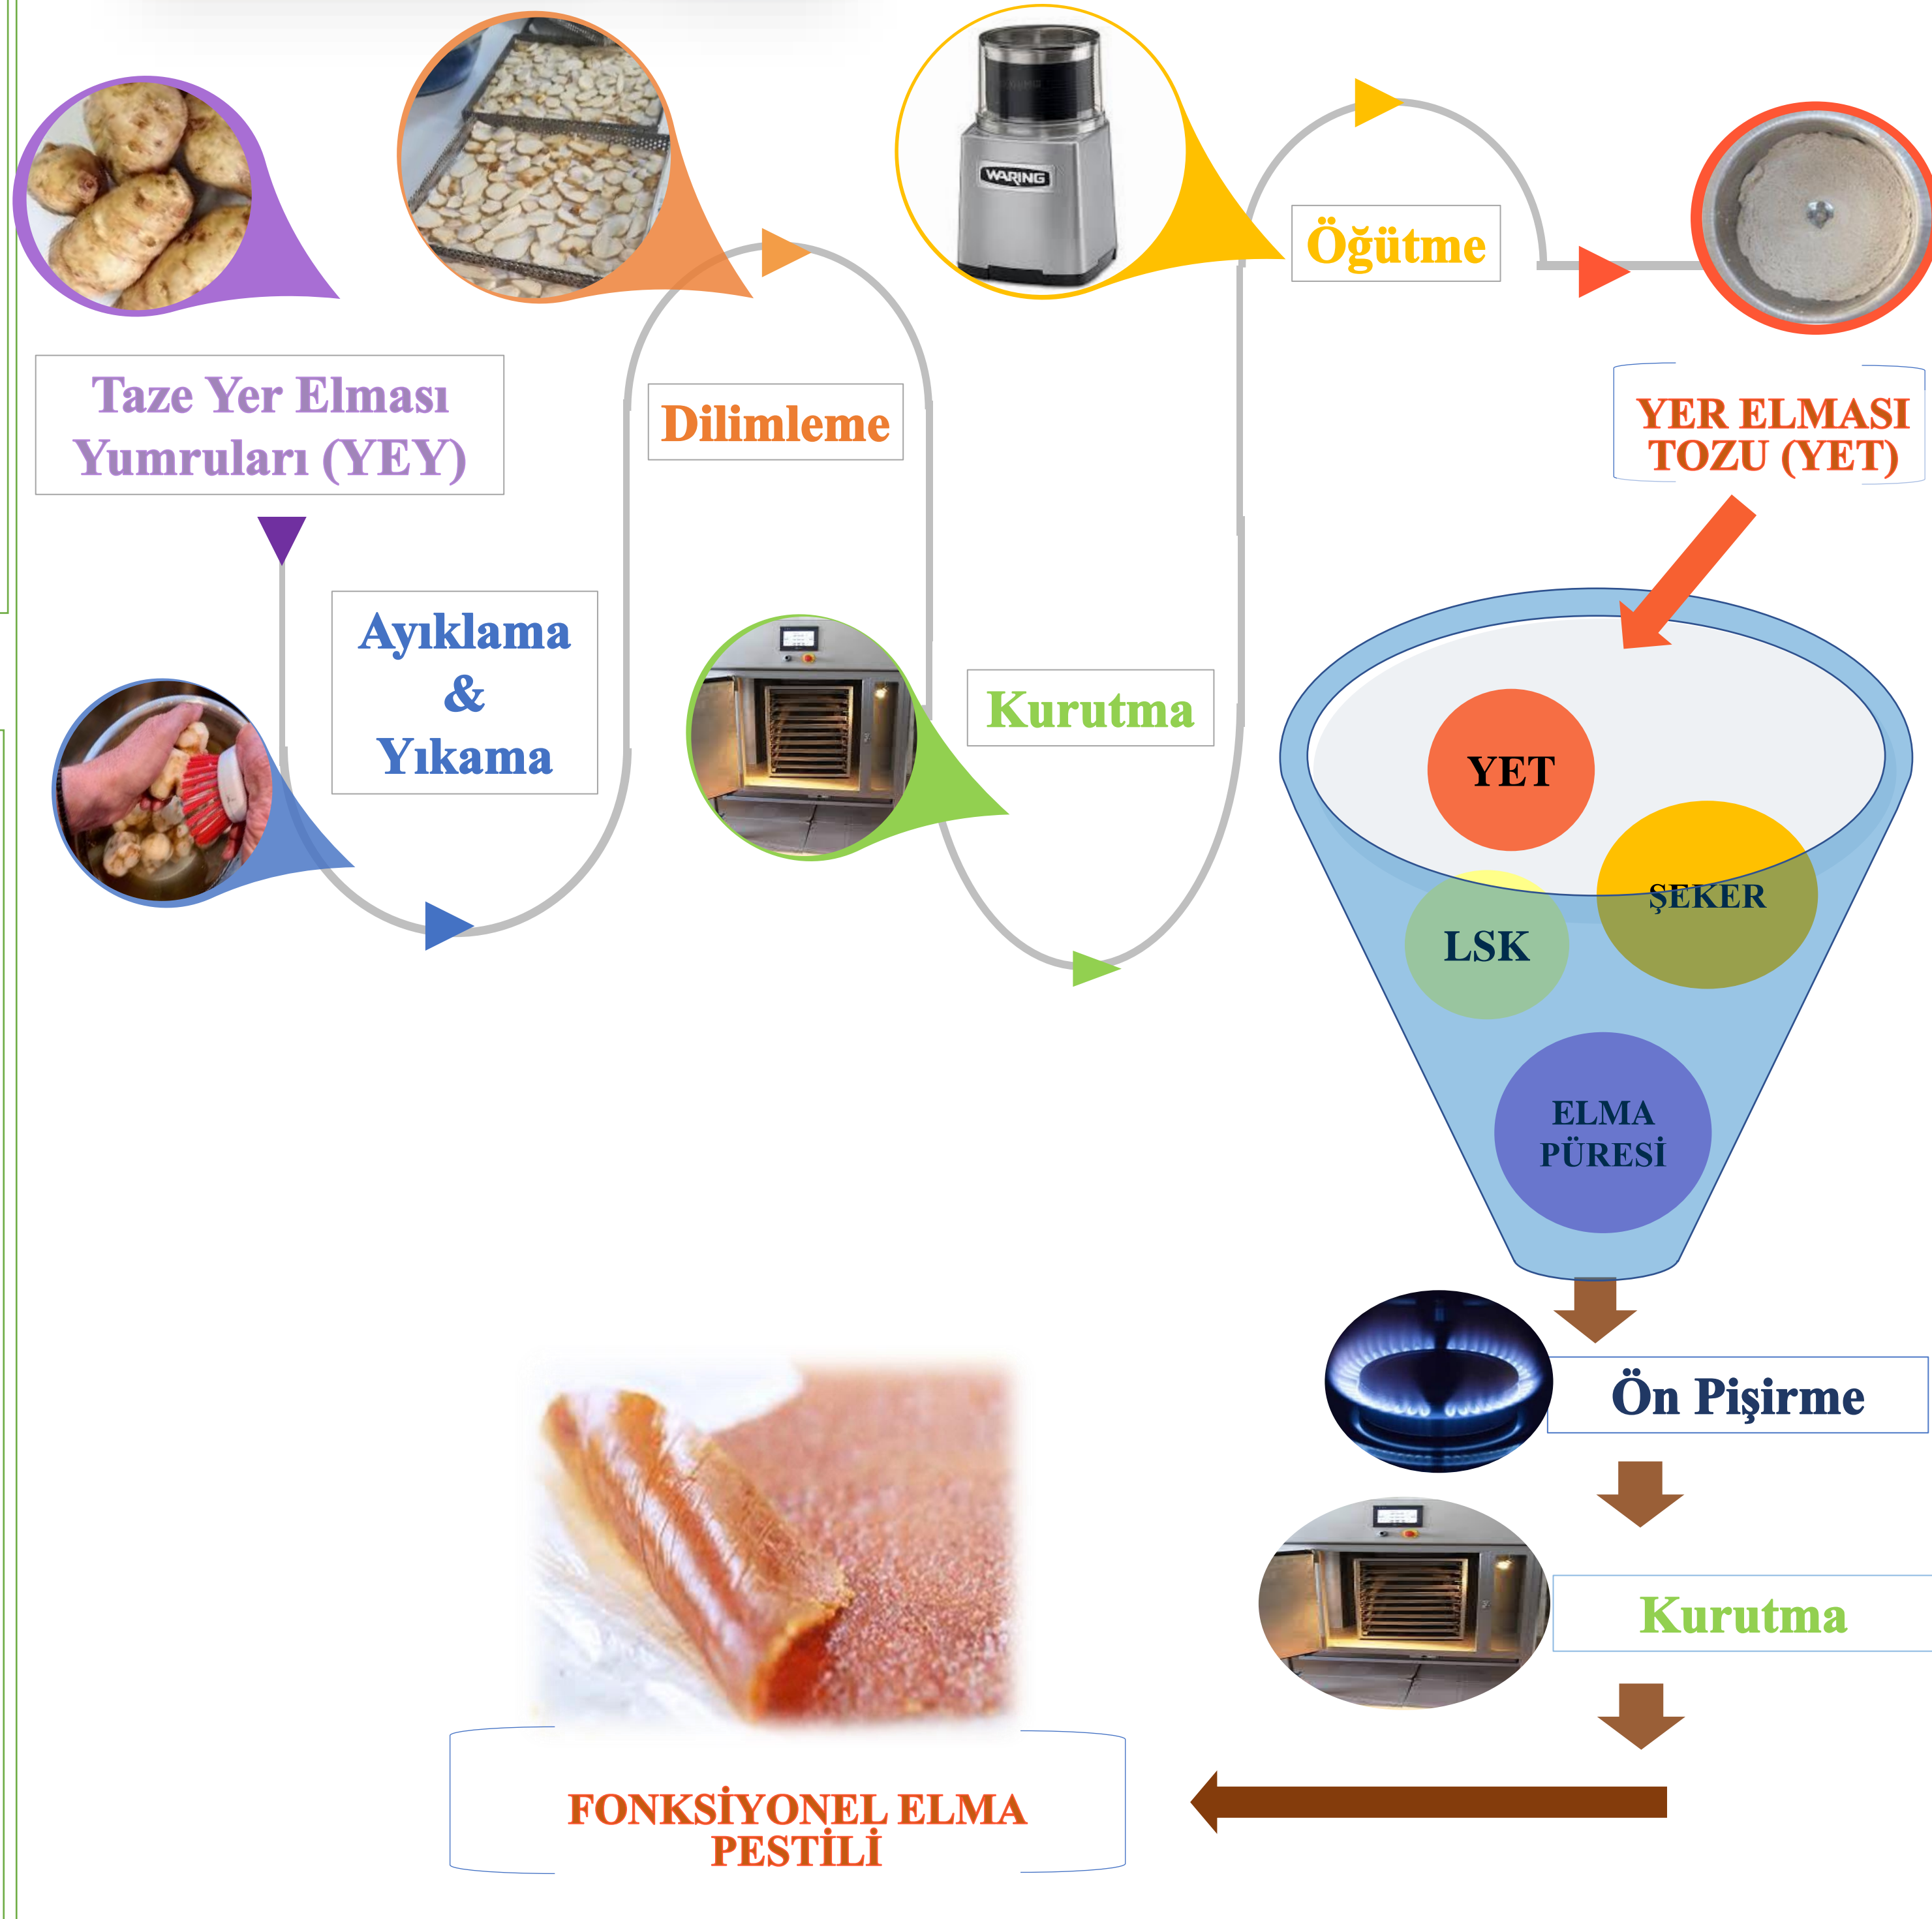 WARING
Öğütme
Taze Yer Elması
Yumruları (YEY)
Dilimleme
YER ELMASI
TOZU (YET)
Ayıklama
&
Yıkama
Kurutma
YET
ŞEKER
LSK
ELMA
PÜRESİ
Ön Pişirme
Kurutma
FONKSİYONEL ELMA
PESTİLİ